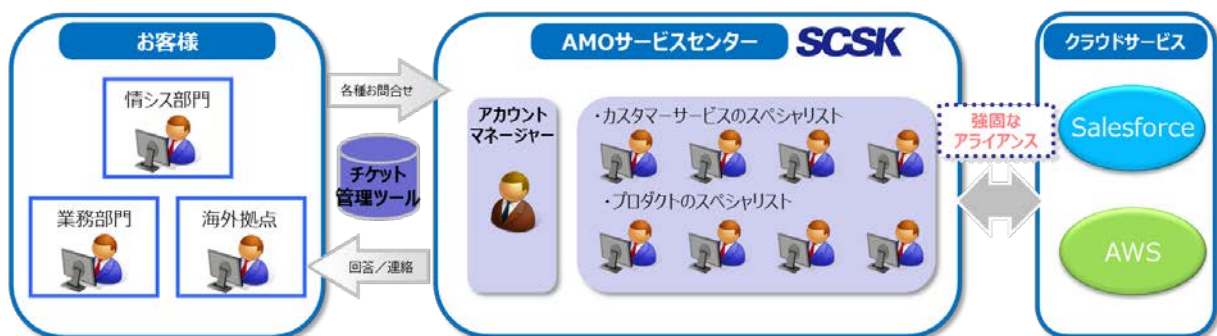 お客様
情シス部門
業務部門
海外拠点
各種お問合せ
チケット
管理ツール
回答／連絡
AMOサービスセンター
SCSK
アカウント
マネージャー
・カスタマーサービスのスペシャリスト
・プロダクトのスペシャリスト
強固な
アライアンス
クラウドサービス
Salesforce
AWS